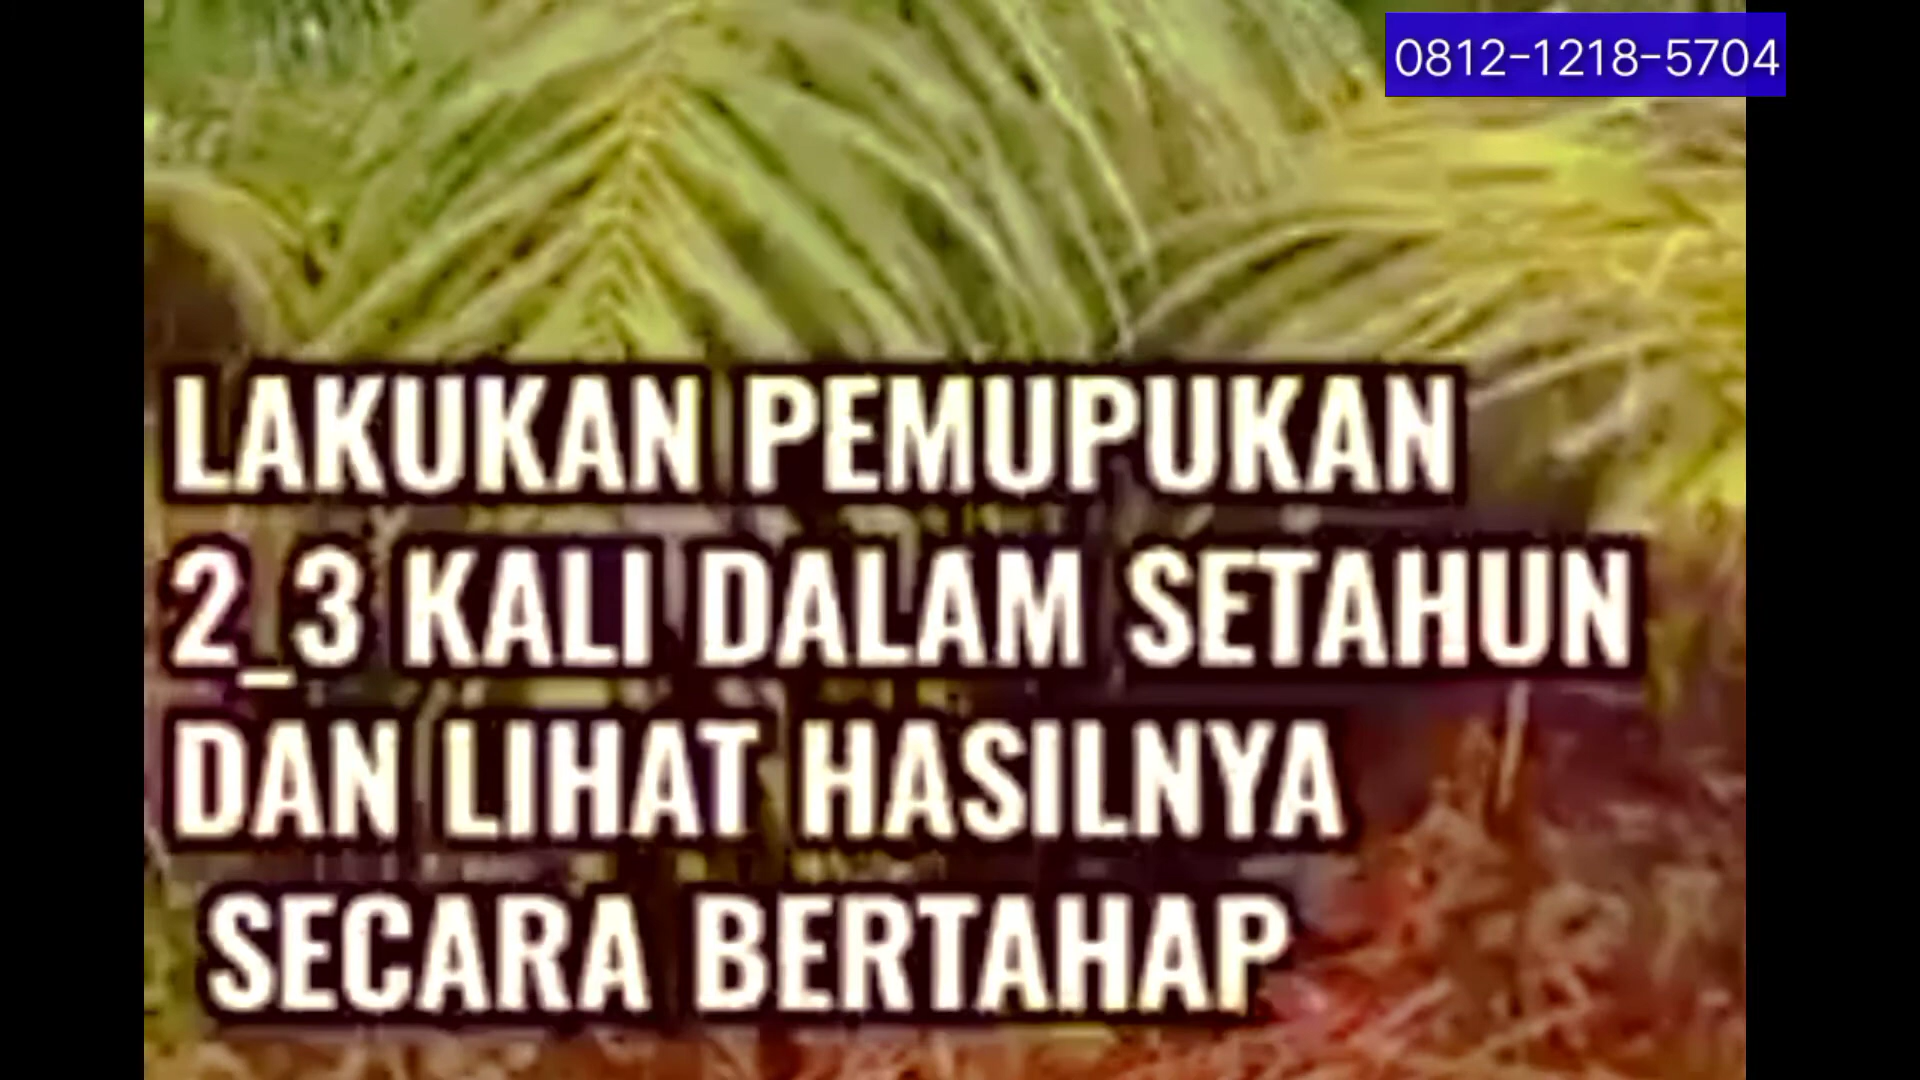 0812-1218-5704
LAKUKAN PEMUPUKAN
2_3 KALI DALAM SETAHUN
DAN LIHAT HASILNYA
SECARA BERTAHAP